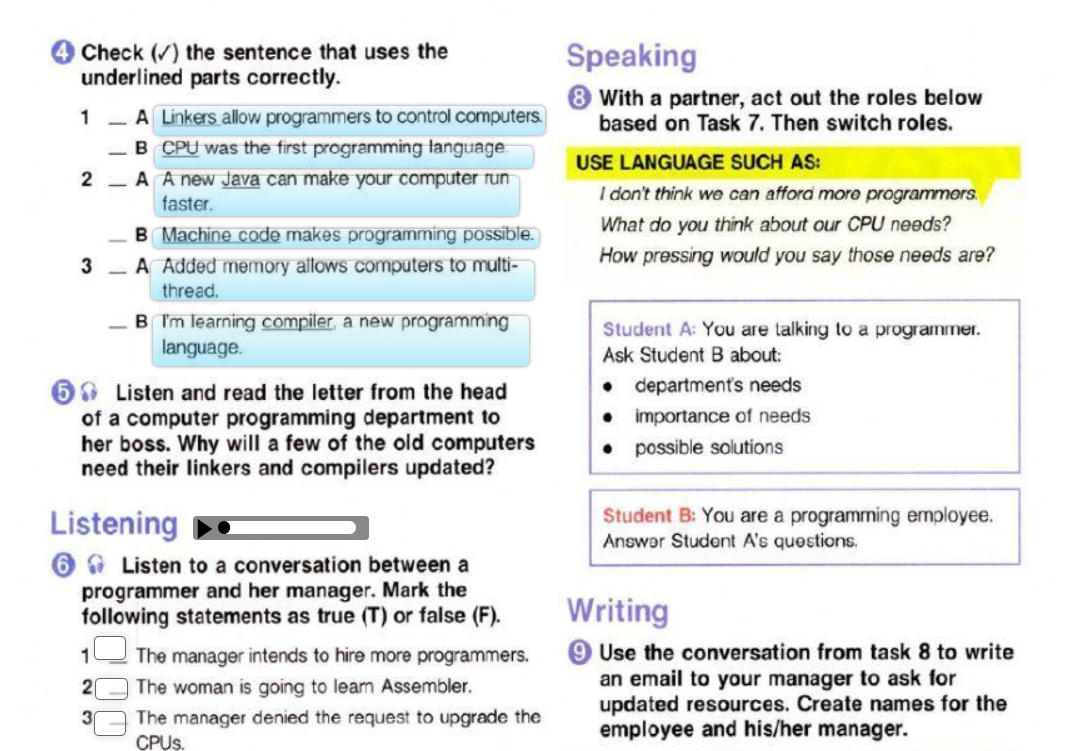 4 Check (✓) the sentence that uses the
underlined parts correctly.
1 _ A Linkers allow programmers to control computers.
_ B CPU was the first programming language.
2 _ A A new Java can make your computer run
faster.
_ B Machine code makes programming possible.
3 _ A Added memory allows computers to multi-
thread.
_ B I'm learning compiler, a new programming
language.
5 Listen and read the letter from the head
of a computer programming department to
her boss. Why will a few of the old computers
need their linkers and compilers updated?
Listening
6 Listen to a conversation between a
programmer and her manager. Mark the
following statements as true (T) or false (F).
1 _ The manager intends to hire more programmers.
2 _ The woman is going to learn Assembler.
3 _ The manager denied the request to upgrade the
CPUs.
Speaking
8 With a partner, act out the roles below
based on Task 7. Then switch roles.
USE LANGUAGE SUCH AS:
I don't think we can afford more programmers.
What do you think about our CPU needs?
How pressing would you say those needs are?
Student A: You are talking to a programmer.
Ask Student B about:
• department's needs
• importance of needs
• possible solutions
Student B: You are a programming employee.
Answer Student A's questions.
Writing
9 Use the conversation from task 8 to write
an email to your manager to ask for
updated resources. Create names for the
employee and his/her manager.